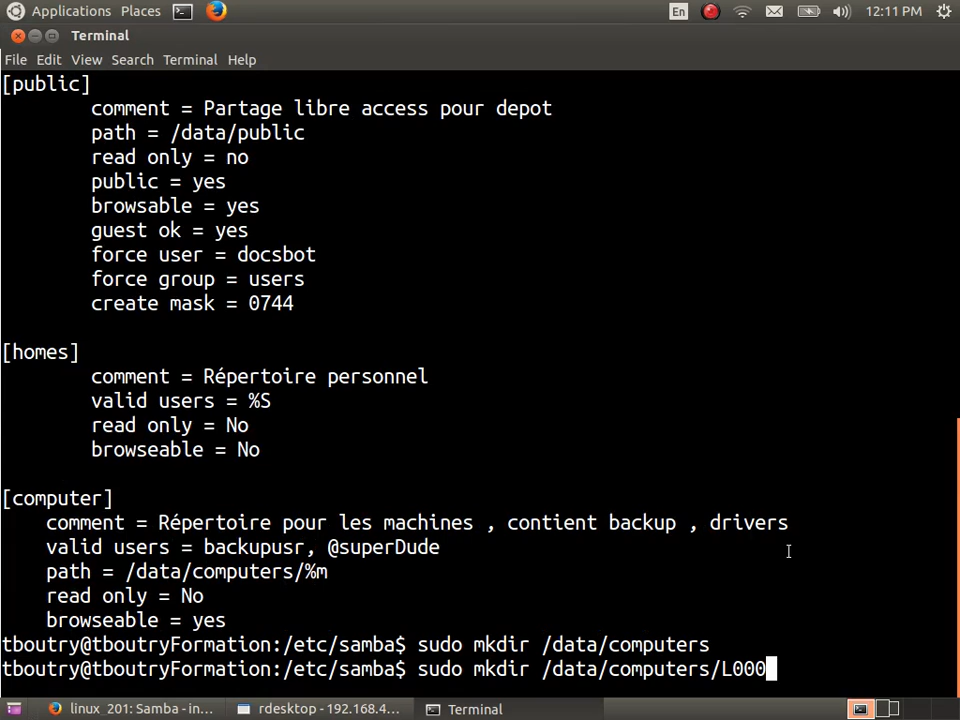 Applications Places En 12:11 PM
Terminal
File Edit View Search Terminal Help
[public]
comment = Partage libre access pour depot
path = /data/public
read only = no
public = yes
browsable = yes
guest ok = yes
force user = docsbot
force group = users
create mask = 0744
[homes]
comment = Répertoire personnel
valid users = %S
read only = No
browseable = No
[computer]
comment = Répertoire pour les machines , contient backup , drivers
valid users = backupusr, @superDude
path = /data/computers/%m
read only = No
browseable = yes
tboutry@tboutryFormation:/etc/samba$ sudo mkdir /data/computers
tboutry@tboutryFormation:/etc/samba$ sudo mkdir /data/computers/L000
linux_201: Samba - in... rdesktop - 192.168.4... Terminal